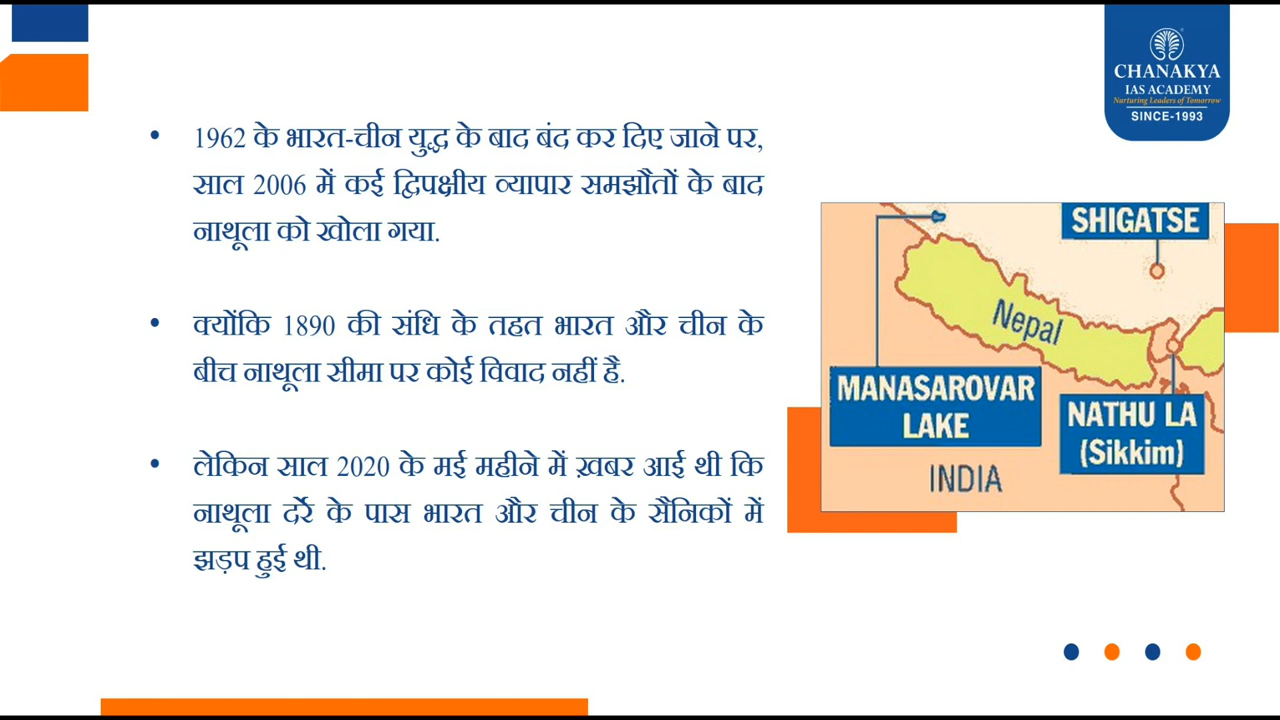 CHANAKYA
IAS ACADEMY
Nurturing Leaders of Tomorrow
SINCE-1993
• 1962 के भारत-चीन युद्ध के बाद बंद कर दिए जाने पर,
साल 2006 में कई द्विपक्षीय व्यापार समझौतों के बाद
नाथूला को खोला गया.
• क्योंकि 1890 की संधि के तहत भारत और चीन के
बीच नाथूला सीमा पर कोई विवाद नहीं है.
• लेकिन साल 2020 के मई महीने में ख़बर आई थी कि
नाथूला दर्रे के पास भारत और चीन के सैनिकों में
झड़प हुई थी.
SHIGATSE
Nepal
MANASAROVAR
LAKE
NATHU LA
(Sikkim)
INDIA